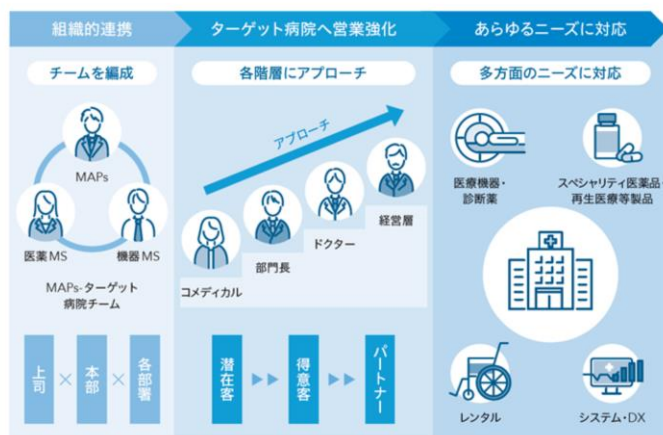 組織的連携
ターゲット病院へ営業強化
あらゆるニーズに対応
チームを編成
各階層にアプローチ
多方面のニーズに対応
MAPs
医薬MS
機器MS
MAPs-ターゲット
病院チーム
上司
×
本部
×
各部署
アプローチ
コメディカル
部門長
ドクター
経営層
潜在客
得意客
パートナー
医療機器・
診断薬
スペシャリティ医薬品・
再生医療等製品
レンタル
システム・DX